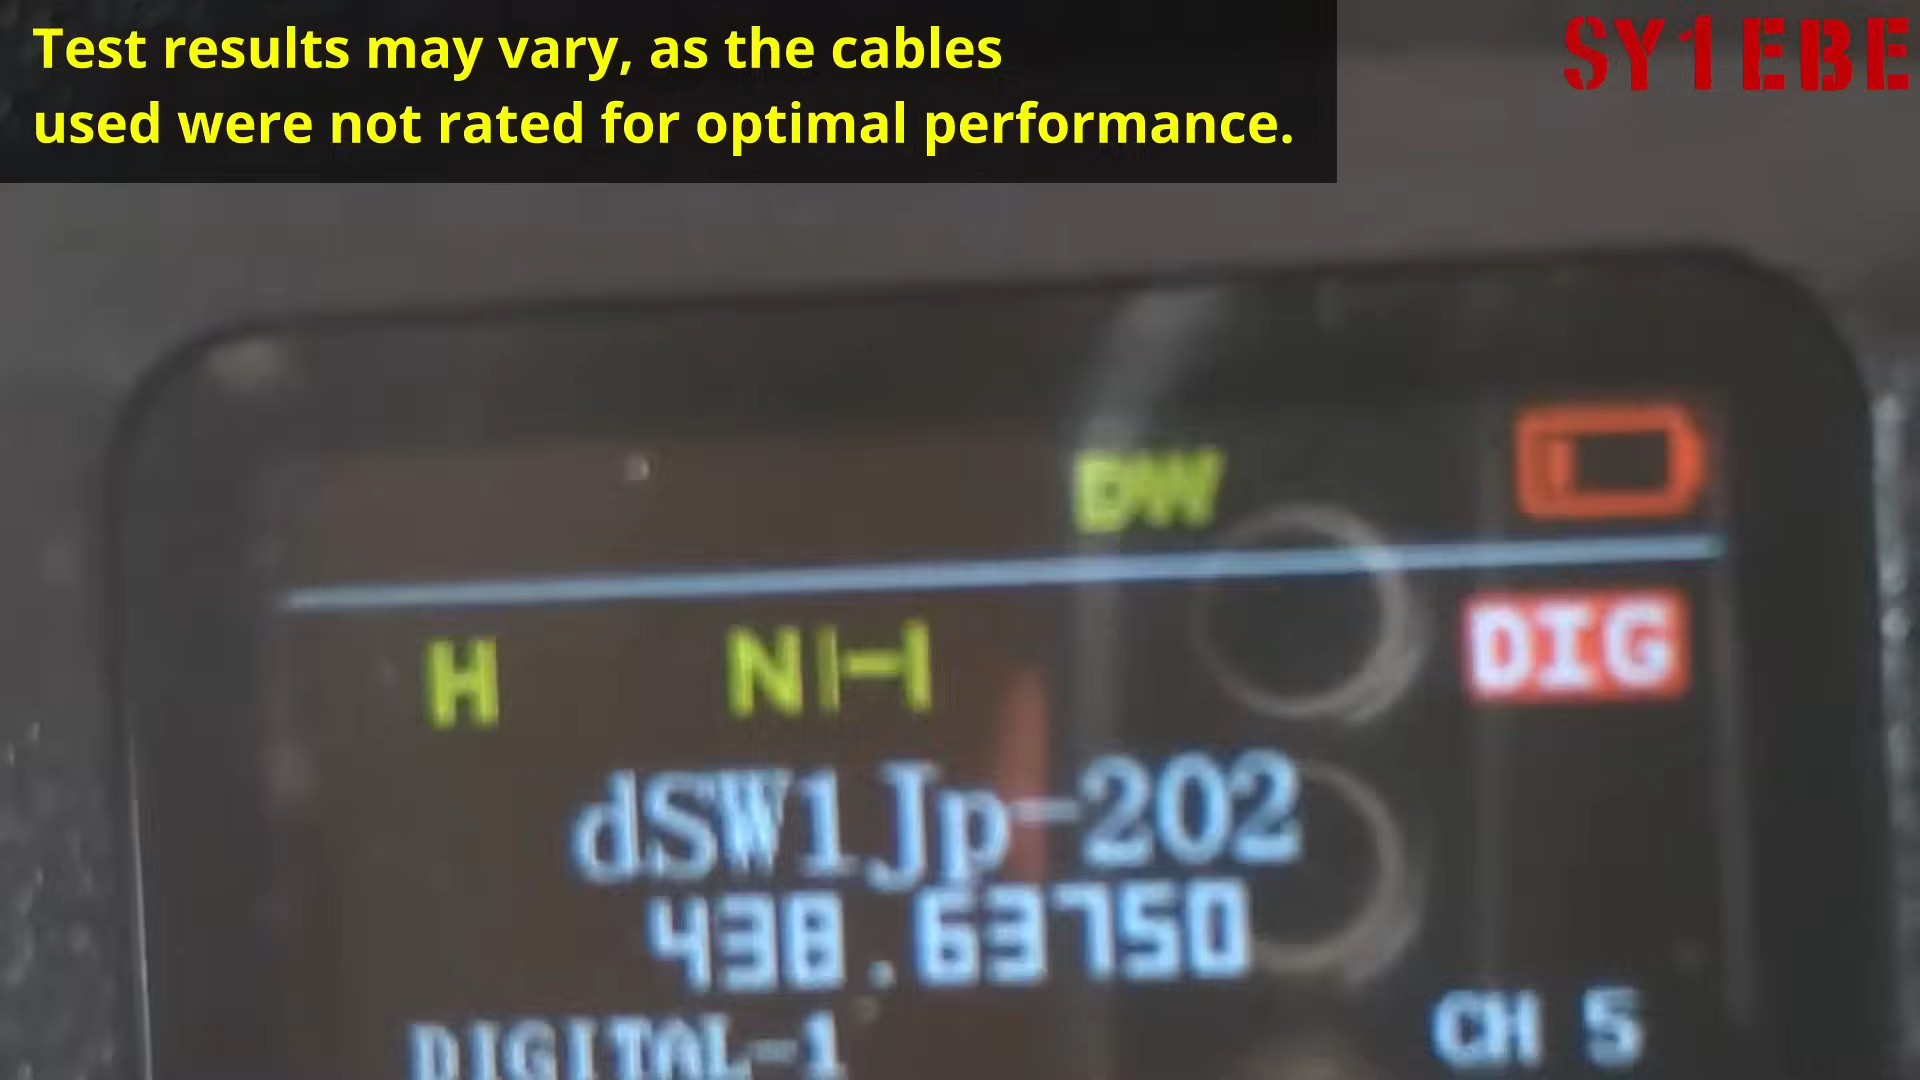 Test results may vary, as the cables
used were not rated for optimal performance.
SY1EBE
DW
H N
DIG
dSW1Jp-202
438.63750
DIGITAL-1
CH 5